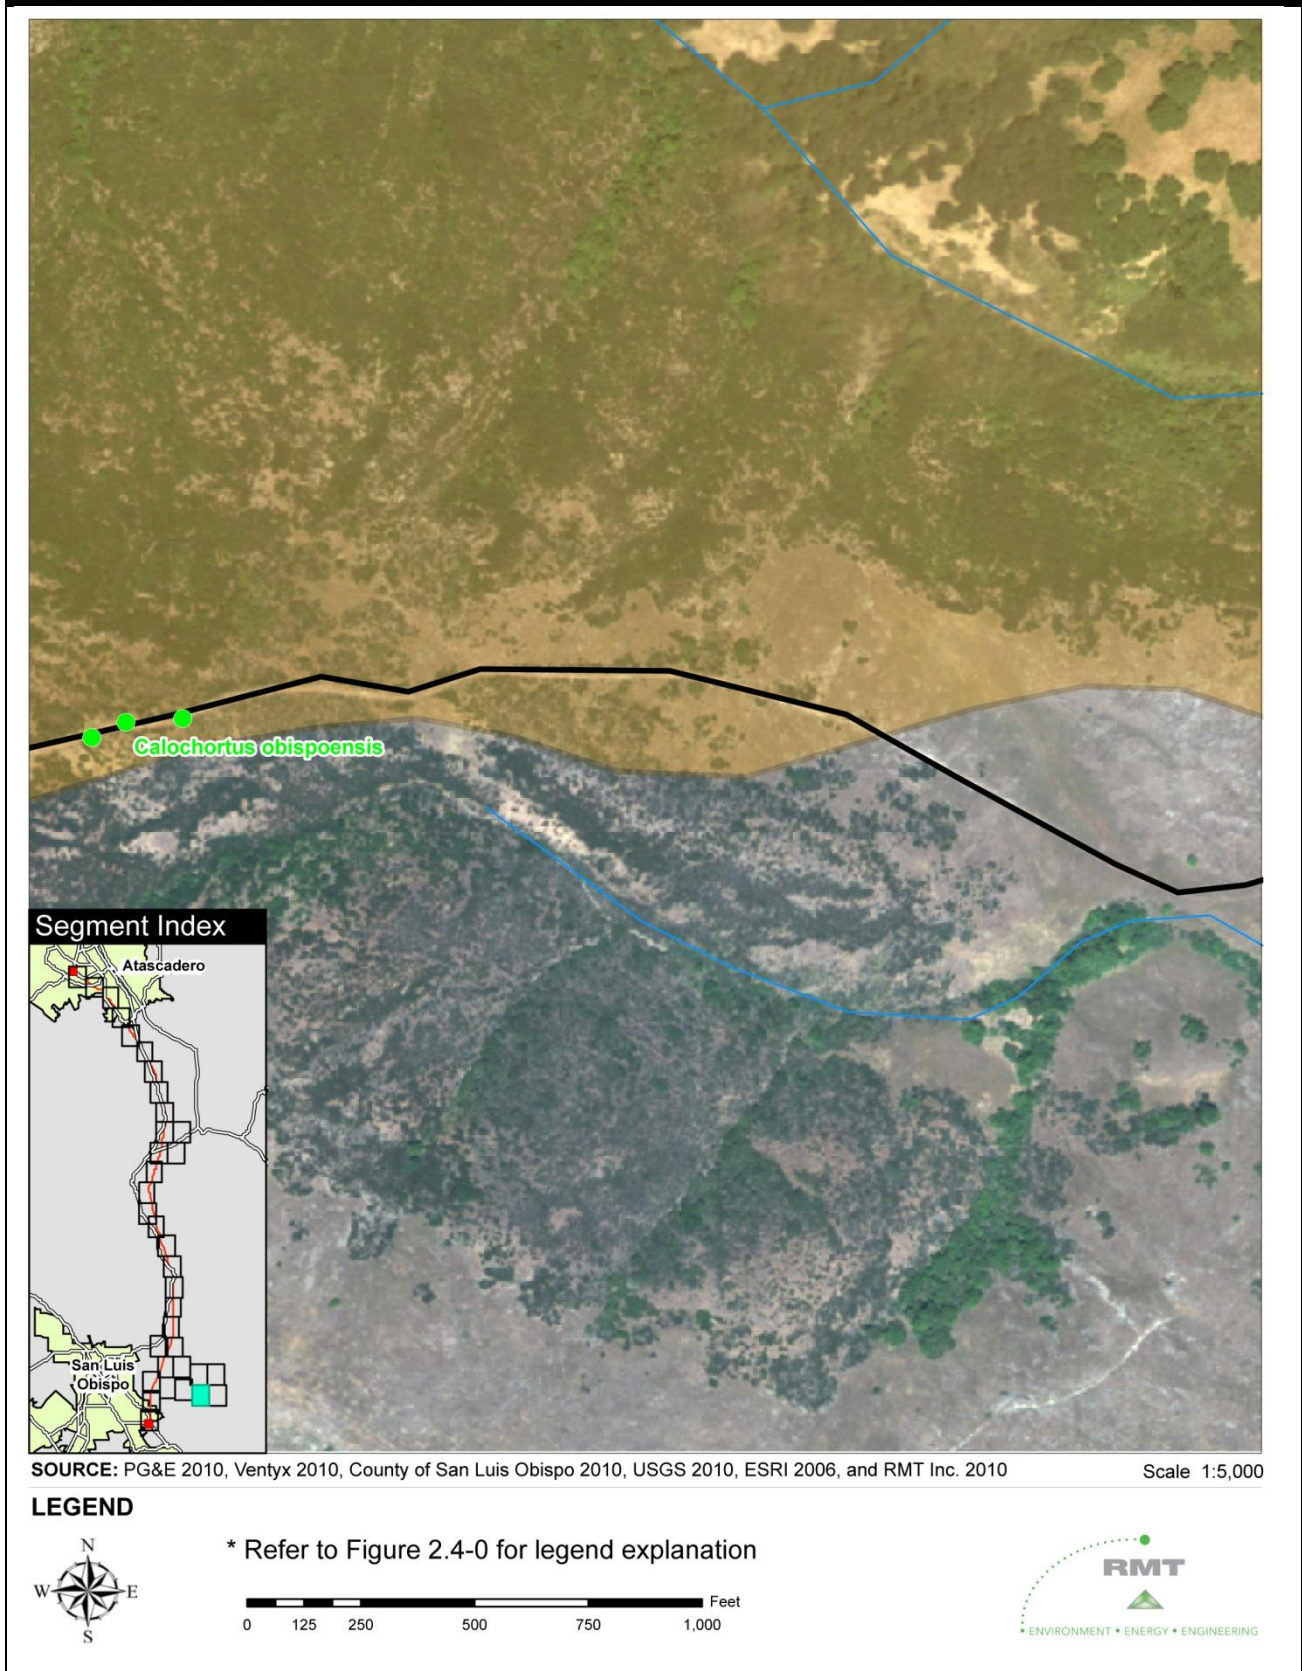 Calochortus obispoensis
Segment Index
Atascadero
San Luis
Obispo
SOURCE: PG&E 2010, Ventyx 2010, County of San Luis Obispo 2010, USGS 2010, ESRI 2006, and RMT Inc. 2010
Scale 1:5,000
LEGEND
N
W
E
S
* Refer to Figure 2.4-0 for legend explanation
Feet
0 125 250 500 750 1,000
RMT
• ENVIRONMENT • ENERGY • ENGINEERING